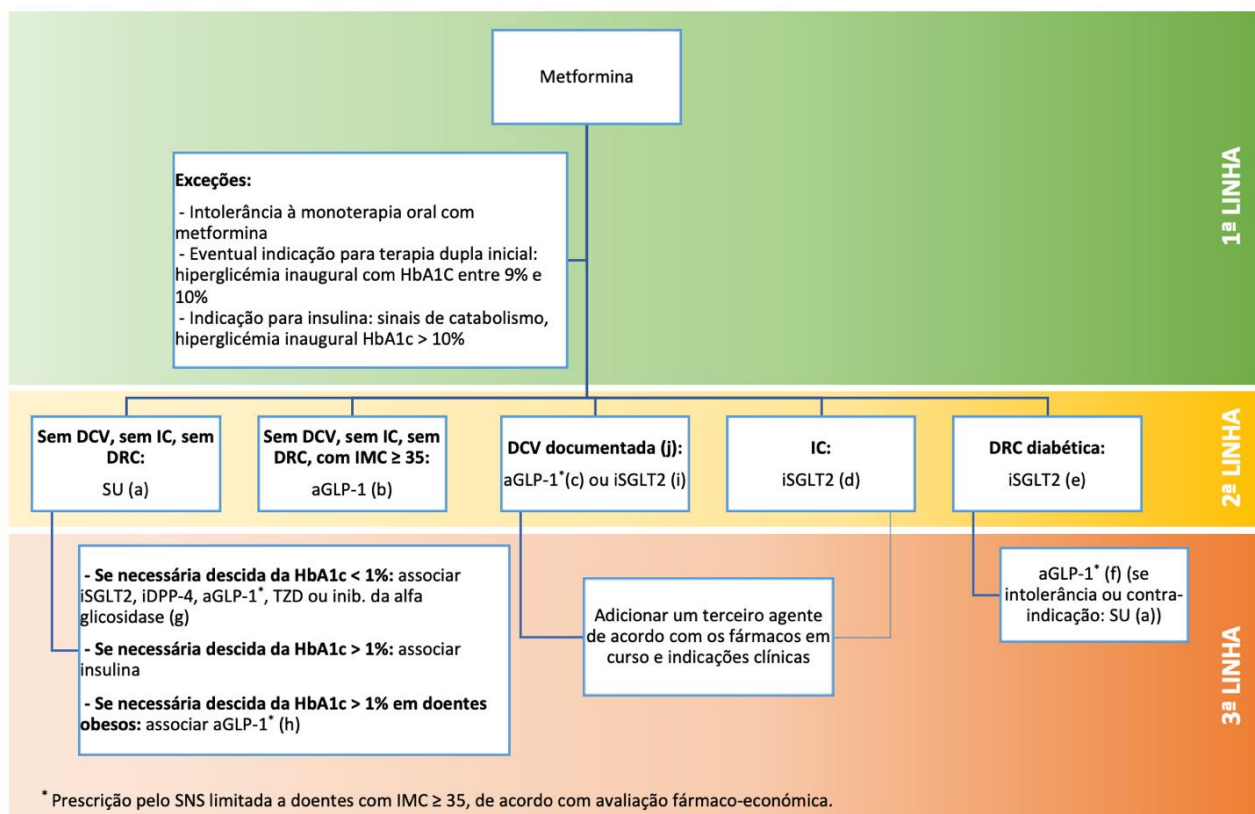 Metformina
Exceções:
- Intolerância à monoterapia oral com
metformina
- Eventual indicação para terapia dupla inicial:
hiperglicémia inaugural com HbA1C entre 9% e
10%
- Indicação para insulina: sinais de catabolismo,
hiperglicémia inaugural HbA1c > 10%
1ª LINHA
Sem DCV, sem IC, sem
DRC:
SU (a)
Sem DCV, sem IC, sem
DRC, com IMC ≥ 35:
aGLP-1 (b)
DCV documentada (j):
aGLP-1*(c) ou iSGLT2 (i)
IC:
iSGLT2 (d)
DRC diabética:
iSGLT2 (e)
2ª LINHA
- Se necessária descida da HbA1c < 1%: associar
iSGLT2, iDPP-4, aGLP-1*, TZD ou inib. da alfa
glicosidase (g)
- Se necessária descida da HbA1c > 1%: associar
insulina
- Se necessária descida da HbA1c > 1% em doentes
obesos: associar aGLP-1* (h)
Adicionar um terceiro agente
de acordo com os fármacos em
curso e indicações clínicas
aGLP-1* (f) (se
intolerância ou contra-
indicação: SU (a))
3ª LINHA
* Prescrição pelo SNS limitada a doentes com IMC ≥ 35, de acordo com avaliação fármaco-económica.